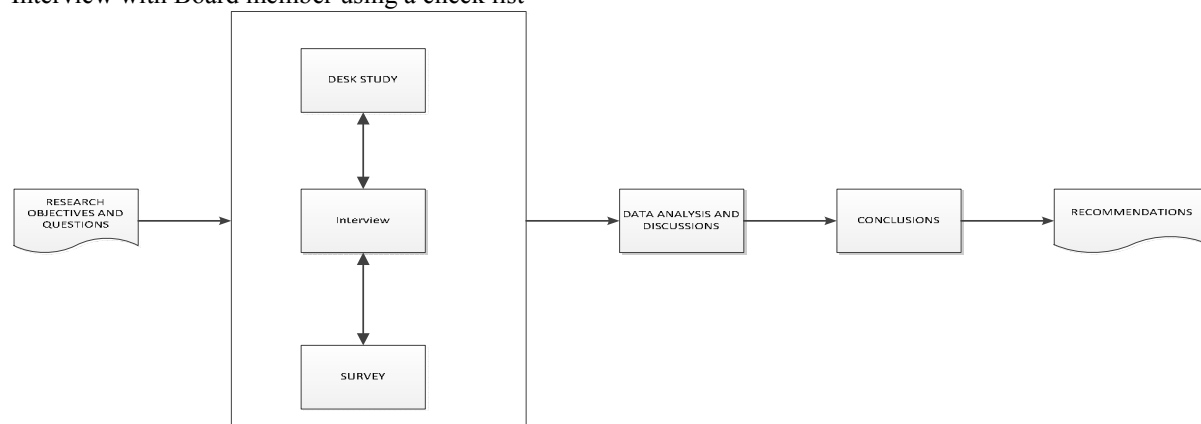 Interview with Board member using a check list
DESK STUDY
RESEARCH
OBJECTIVES AND
QUESTIONS
Interview
DATA ANALYSIS AND
DISCUSSIONS
CONCLUSIONS
RECOMMENDATIONS
SURVEY